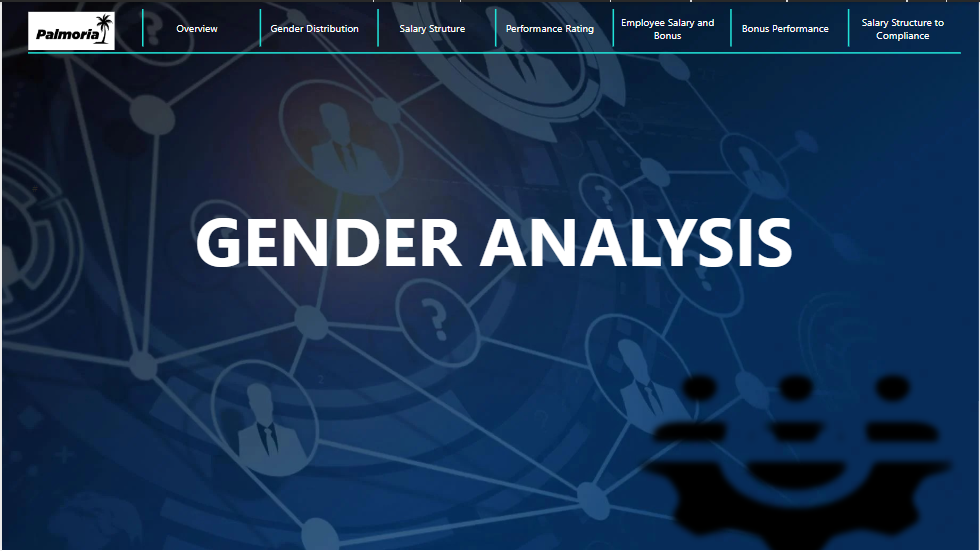 Palmoria
Overview
Gender Distribution
Salary Struture
Performance Rating
Employee Salary and
Bonus
Bonus Performance
Salary Structure to
Compliance
GENDER ANALYSIS